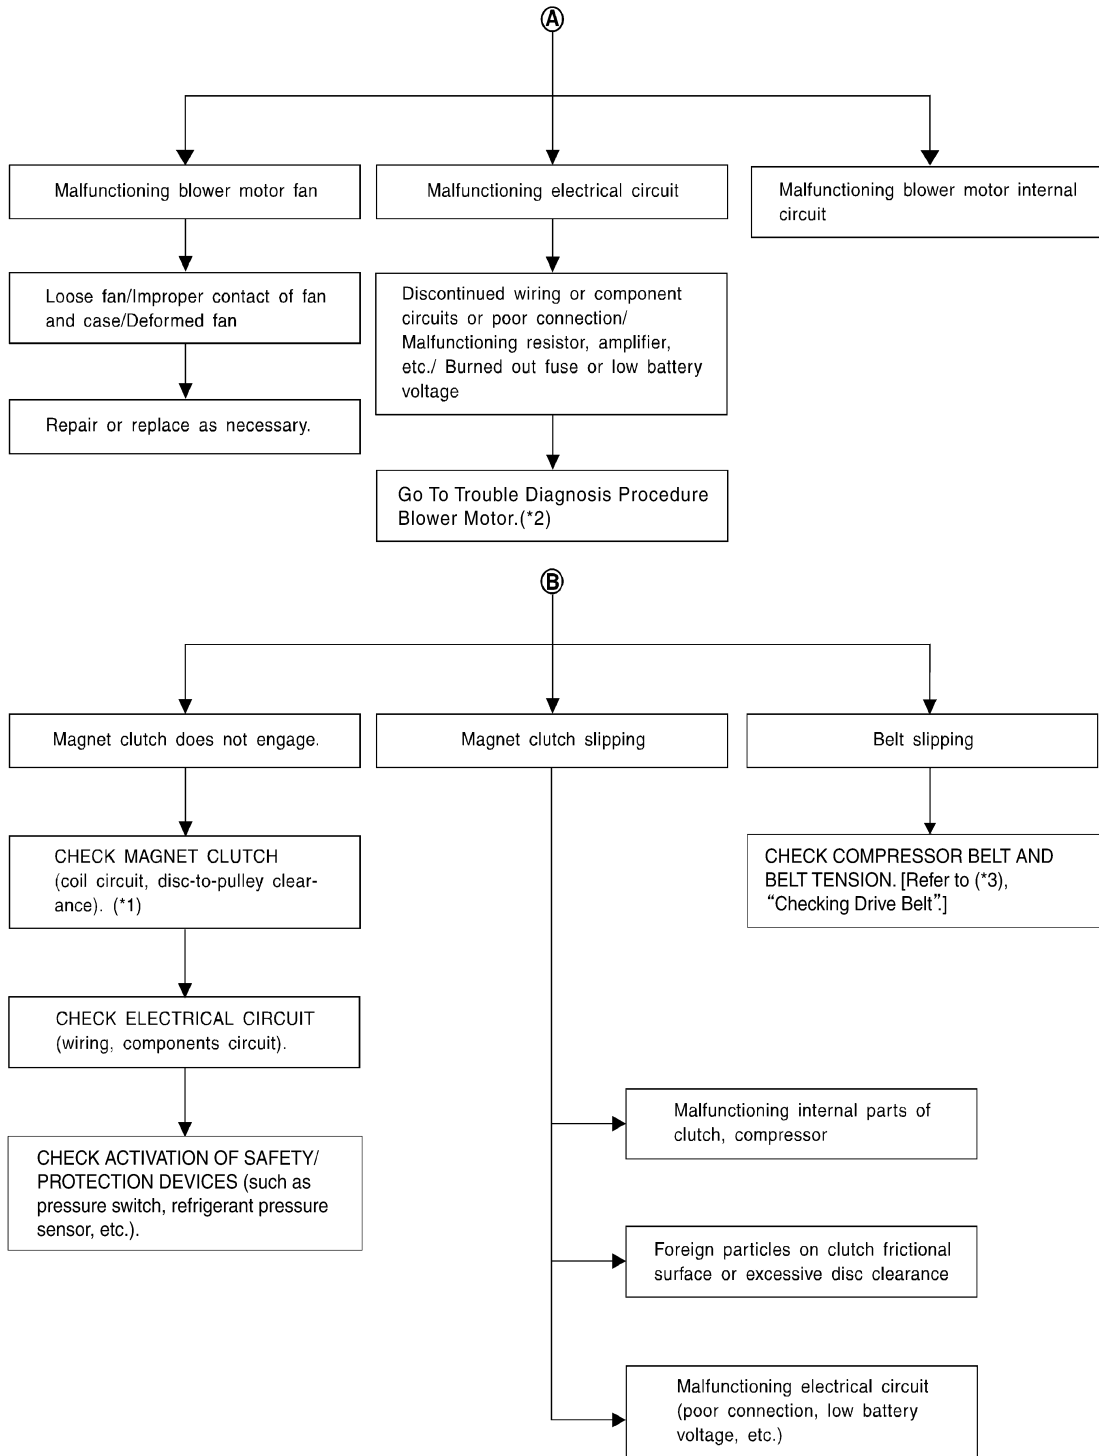 A
Malfunctioning blower motor fan
Malfunctioning electrical circuit
Malfunctioning blower motor internal
circuit
Loose fan/Improper contact of fan
and case/Deformed fan
Discontinued wiring or component
circuits or poor connection/
Malfunctioning resistor, amplifier,
etc./ Burned out fuse or low battery
voltage
Repair or replace as necessary.
Go To Trouble Diagnosis Procedure
Blower Motor.(*2)
B
Magnet clutch does not engage.
Magnet clutch slipping
Belt slipping
CHECK MAGNET CLUTCH
(coil circuit, disc-to-pulley clear-
ance). (*1)
CHECK COMPRESSOR BELT AND
BELT TENSION. [Refer to (*3),
“Checking Drive Belt”.]
CHECK ELECTRICAL CIRCUIT
(wiring, components circuit).
CHECK ACTIVATION OF SAFETY/
PROTECTION DEVICES (such as
pressure switch, refrigerant pressure
sensor, etc.).
Malfunctioning internal parts of
clutch, compressor
Foreign particles on clutch frictional
surface or excessive disc clearance
Malfunctioning electrical circuit
(poor connection, low battery
voltage, etc.)